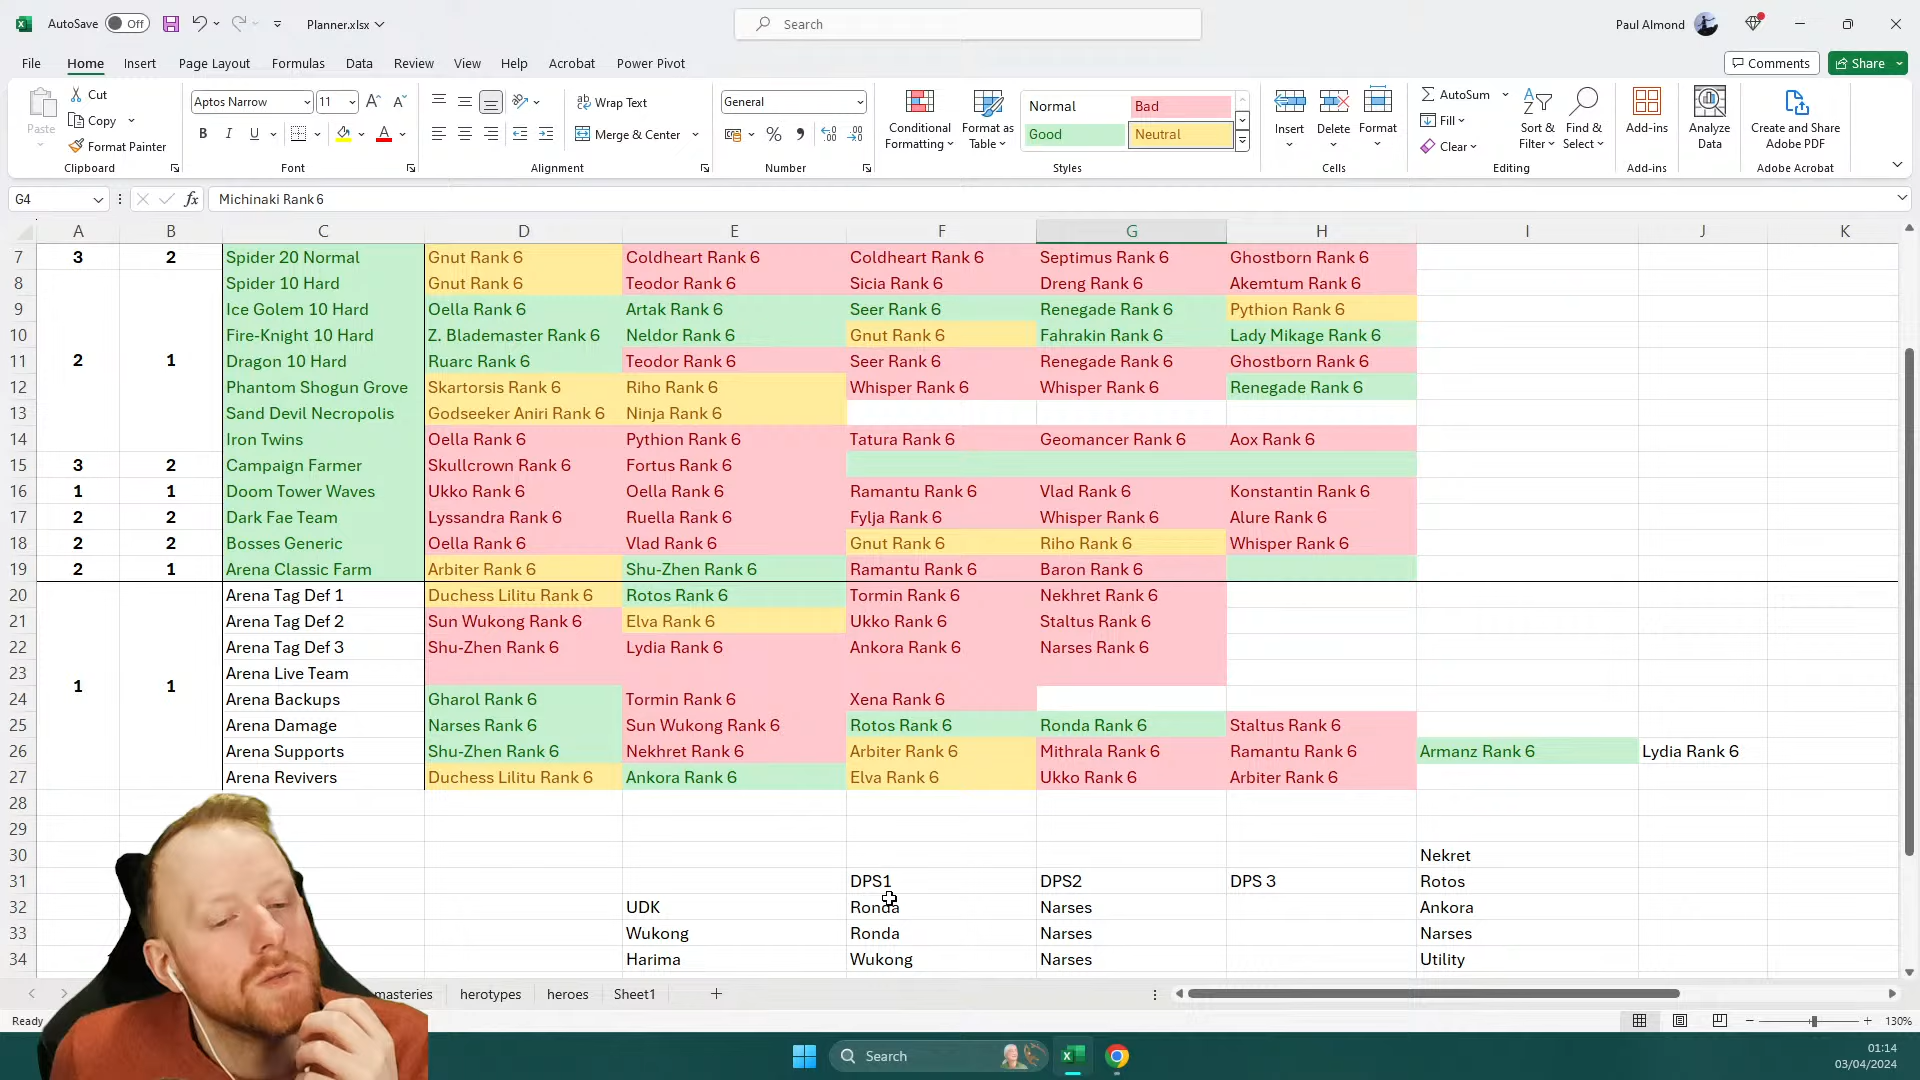 AutoSave Off Planner.xlsx Search Paul Almond
File Home Insert Page Layout Formulas Data Review View Help Acrobat Power Pivot Comments Share
Paste Cut Copy Format Painter Clipboard
Aptos Narrow 11 B I U A Font
Wrap Text Merge & Center Alignment
General % Number
Conditional Formatting Format as Table Normal Bad Good Neutral Styles
Insert Delete Format Cells
AutoSum Fill Clear Sort & Filter Find & Select Editing
Add-ins Add-ins
Analyze Data
Create and Share Adobe PDF Adobe Acrobat
G4 fx Michinaki Rank 6
A B C D E F G H I J K
7 3 2 Spider 20 Normal Gnut Rank 6 Coldheart Rank 6 Coldheart Rank 6 Septimus Rank 6 Ghostborn Rank 6
8 Spider 10 Hard Gnut Rank 6 Teodor Rank 6 Sicia Rank 6 Dreng Rank 6 Akemtum Rank 6
9 Ice Golem 10 Hard Oella Rank 6 Artak Rank 6 Seer Rank 6 Renegade Rank 6 Pythion Rank 6
10 Fire-Knight 10 Hard Z. Blademaster Rank 6 Neldor Rank 6 Gnut Rank 6 Fahrakin Rank 6 Lady Mikage Rank 6
11 2 1 Dragon 10 Hard Ruarc Rank 6 Teodor Rank 6 Seer Rank 6 Renegade Rank 6 Ghostborn Rank 6
12 Phantom Shogun Grove Skartorsis Rank 6 Riho Rank 6 Whisper Rank 6 Whisper Rank 6 Renegade Rank 6
13 Sand Devil Necropolis Godseeker Aniri Rank 6 Ninja Rank 6
14 Iron Twins Oella Rank 6 Pythion Rank 6 Tatura Rank 6 Geomancer Rank 6 Aox Rank 6
15 3 2 Campaign Farmer Skullcrown Rank 6 Fortus Rank 6
16 1 1 Doom Tower Waves Ukko Rank 6 Oella Rank 6 Ramantu Rank 6 Vlad Rank 6 Konstantin Rank 6
17 2 2 Dark Fae Team Lyssandra Rank 6 Ruella Rank 6 Fylja Rank 6 Whisper Rank 6 Alure Rank 6
18 2 2 Bosses Generic Oella Rank 6 Vlad Rank 6 Gnut Rank 6 Riho Rank 6 Whisper Rank 6
19 2 1 Arena Classic Farm Arbiter Rank 6 Shu-Zhen Rank 6 Ramantu Rank 6 Baron Rank 6
20 Arena Tag Def 1 Duchess Lilitu Rank 6 Rotos Rank 6 Tormin Rank 6 Nekhret Rank 6
21 Arena Tag Def 2 Sun Wukong Rank 6 Elva Rank 6 Ukko Rank 6 Staltus Rank 6
22 Arena Tag Def 3 Shu-Zhen Rank 6 Lydia Rank 6 Ankora Rank 6 Narses Rank 6
23 1 1 Arena Live Team
24 Arena Backups Gharol Rank 6 Tormin Rank 6 Xena Rank 6
25 Arena Damage Narses Rank 6 Sun Wukong Rank 6 Rotos Rank 6 Ronda Rank 6 Staltus Rank 6
26 Arena Supports Shu-Zhen Rank 6 Nekhret Rank 6 Arbiter Rank 6 Mithrala Rank 6 Ramantu Rank 6 Armanz Rank 6 Lydia Rank 6
27 Arena Revivers Duchess Lilitu Rank 6 Ankora Rank 6 Elva Rank 6 Ukko Rank 6 Arbiter Rank 6
28
29
30 Nekret
31 DPS1 DPS2 DPS 3 Rotos
32 UDK Ronda Narses Ankora
33 Wukong Ronda Narses Narses
34 Harima Wukong Narses Utility
masteries herotypes heroes Sheet1
Ready 130%
Search 01:14
03/04/2024